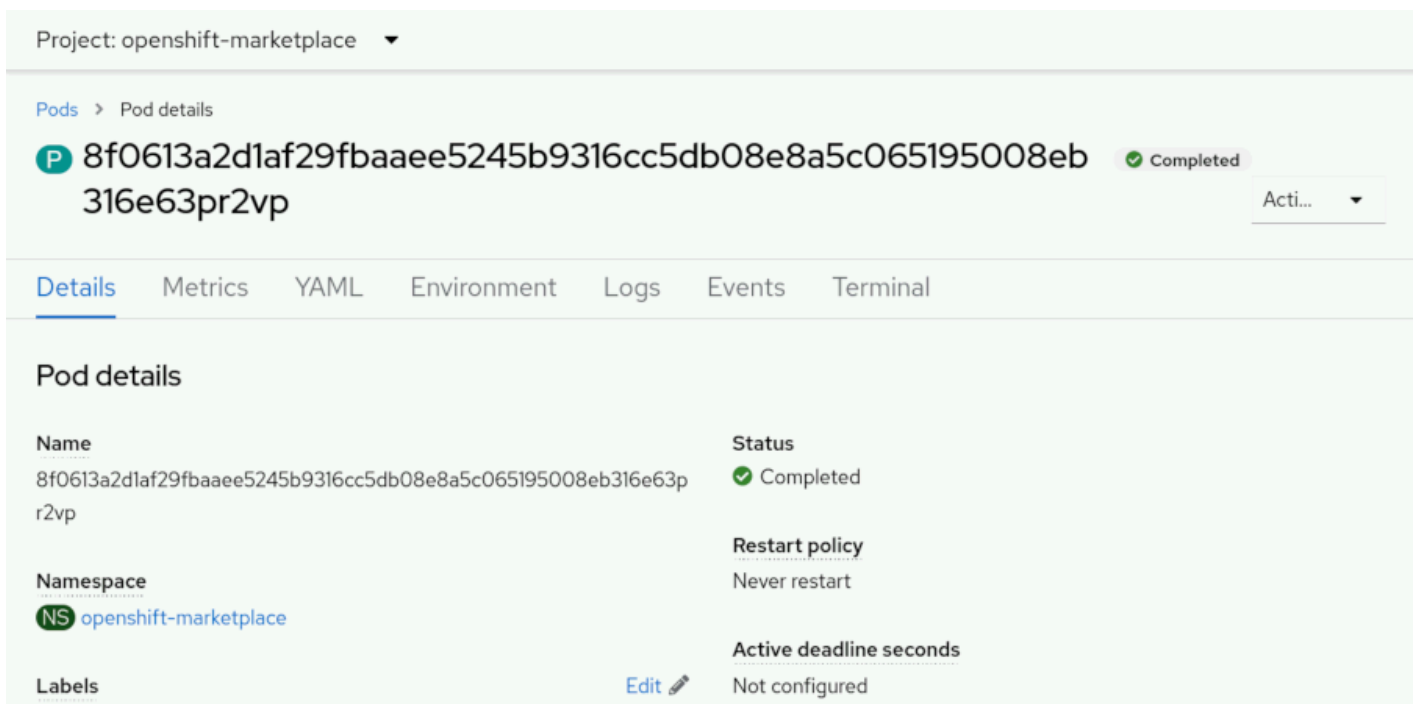 Project: openshift-marketplace
Pods > Pod details
P 8f0613a2d1af29fbaaee5245b9316cc5db08e8a5c065195008eb Completed
316e63pr2vp
Acti...
Details Metrics YAML Environment Logs Events Terminal
Pod details
Name
8f0613a2d1af29fbaaee5245b9316cc5db08e8a5c065195008eb316e63p
r2vp
Namespace
NS openshift-marketplace
Labels Edit
Status
Completed
Restart policy
Never restart
Active deadline seconds
Not configured